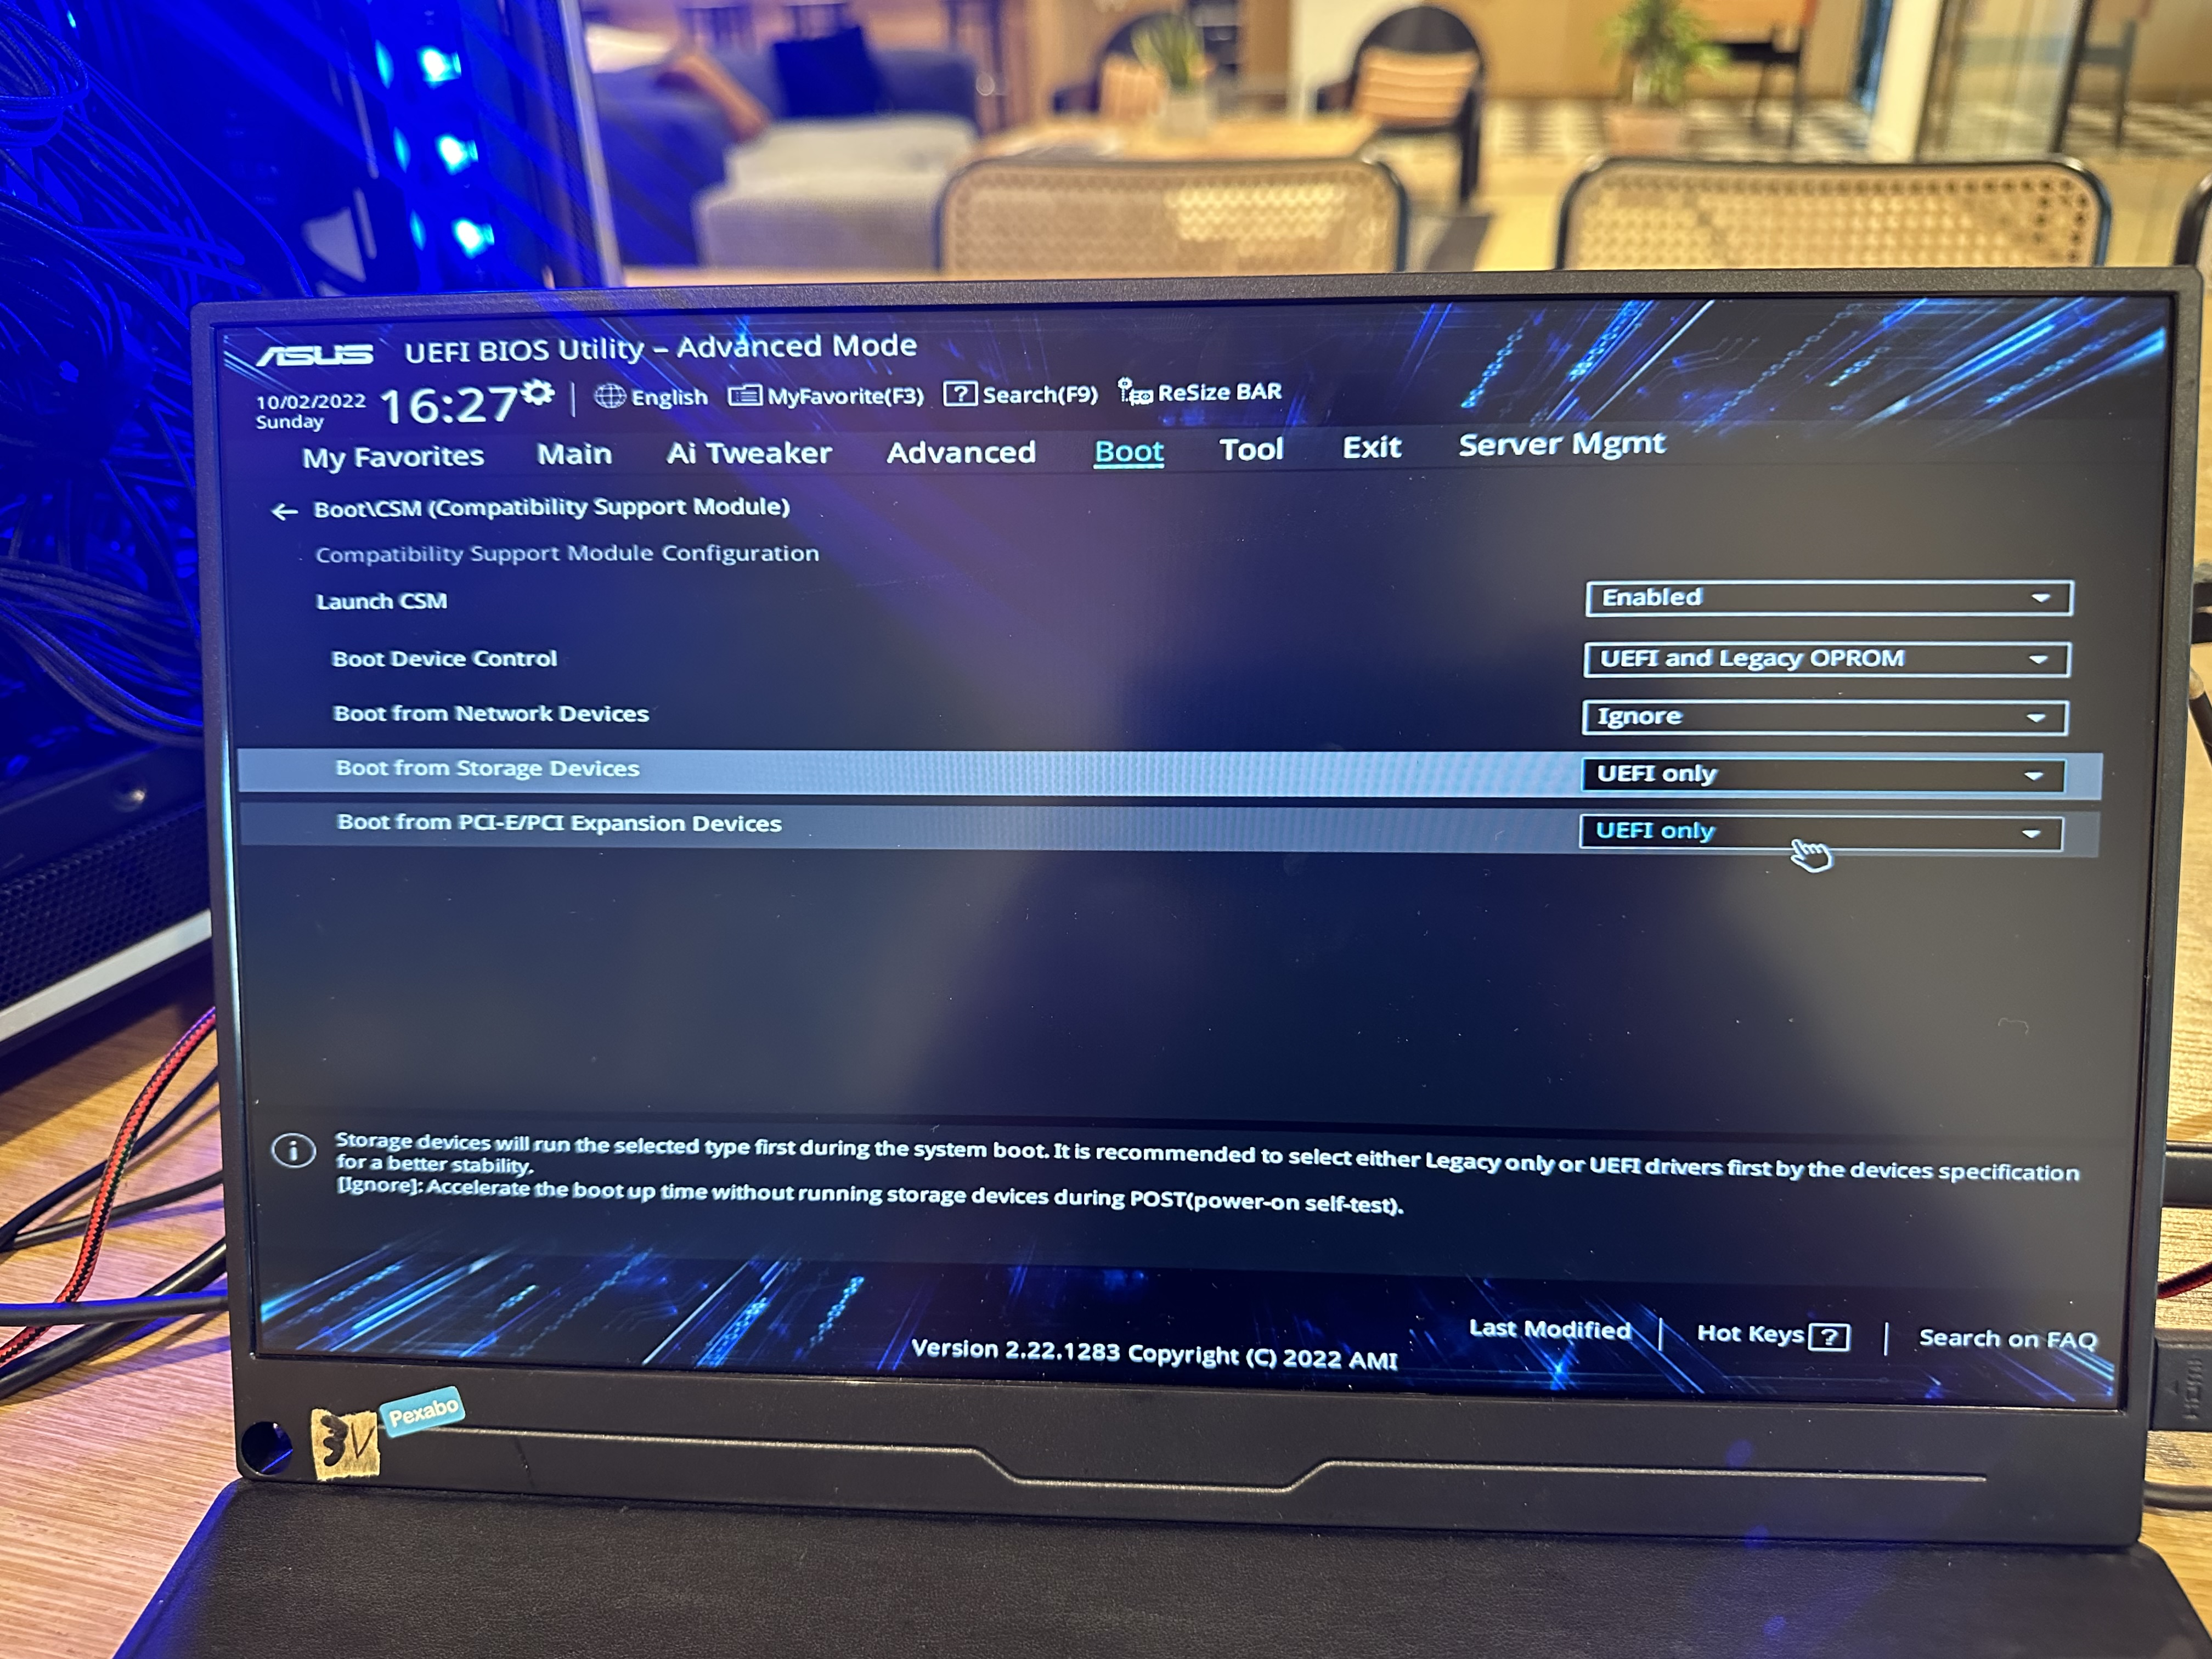 ASUS UEFI BIOS Utility – Advanced Mode
10/02/2022
Sunday
16:27
English
MyFavorite(F3)
? Search(F9)
ReSize BAR
My Favorites Main Ai Tweaker Advanced Boot Tool Exit Server Mgmt
← Boot\CSM (Compatibility Support Module)
Compatibility Support Module Configuration
Launch CSM Enabled
Boot Device Control UEFI and Legacy OPROM
Boot from Network Devices Ignore
Boot from Storage Devices UEFI only
Boot from PCI-E/PCI Expansion Devices UEFI only
i
Storage devices will run the selected type first during the system boot. It is recommended to select either Legacy only or UEFI drivers first by the devices specification
for a better stability.
[Ignore]: Accelerate the boot up time without running storage devices during POST(power-on self-test).
Last Modified | Hot Keys ? | Search on FAQ
Version 2.22.1283 Copyright (C) 2022 AMI
Pexabo